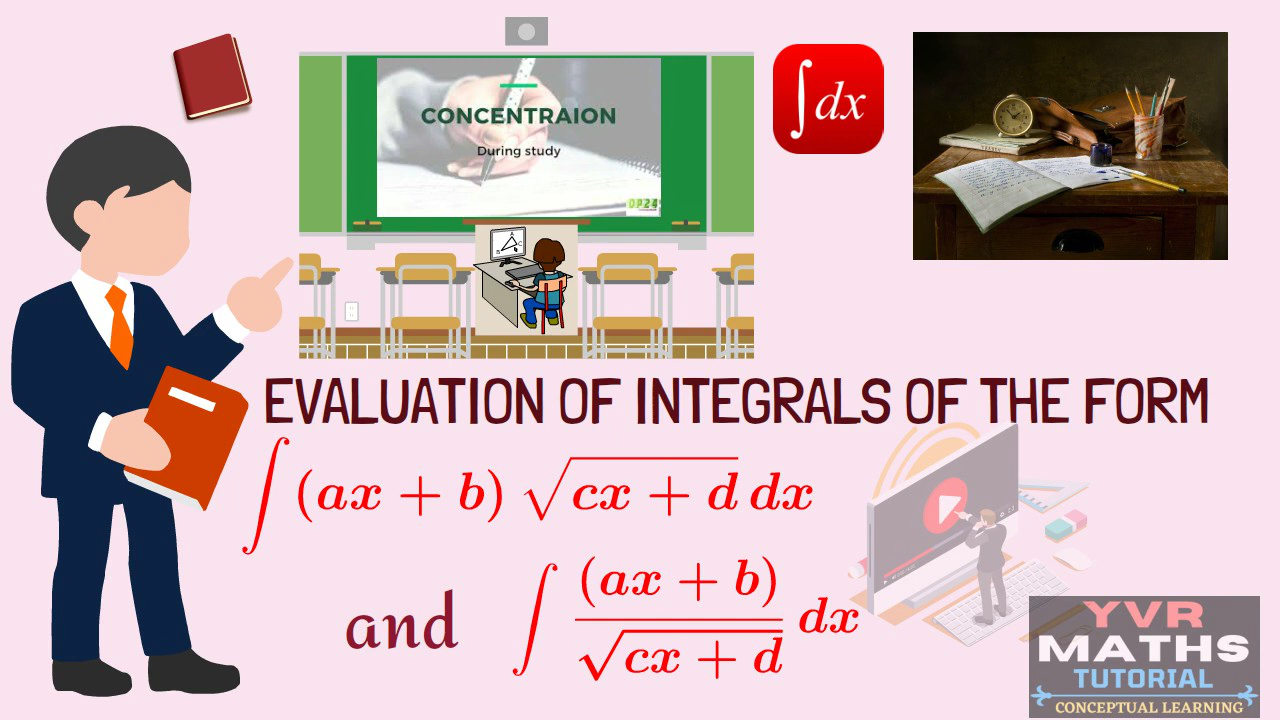 CONCENTRAION
During study
∫dx
EVALUATION OF INTEGRALS OF THE FORM
∫(ax + b) √(cx + d) dx
and ∫ (ax + b) / √(cx + d) dx
YVR
MATHS
TUTORIAL
CONCEPTUAL LEARNING